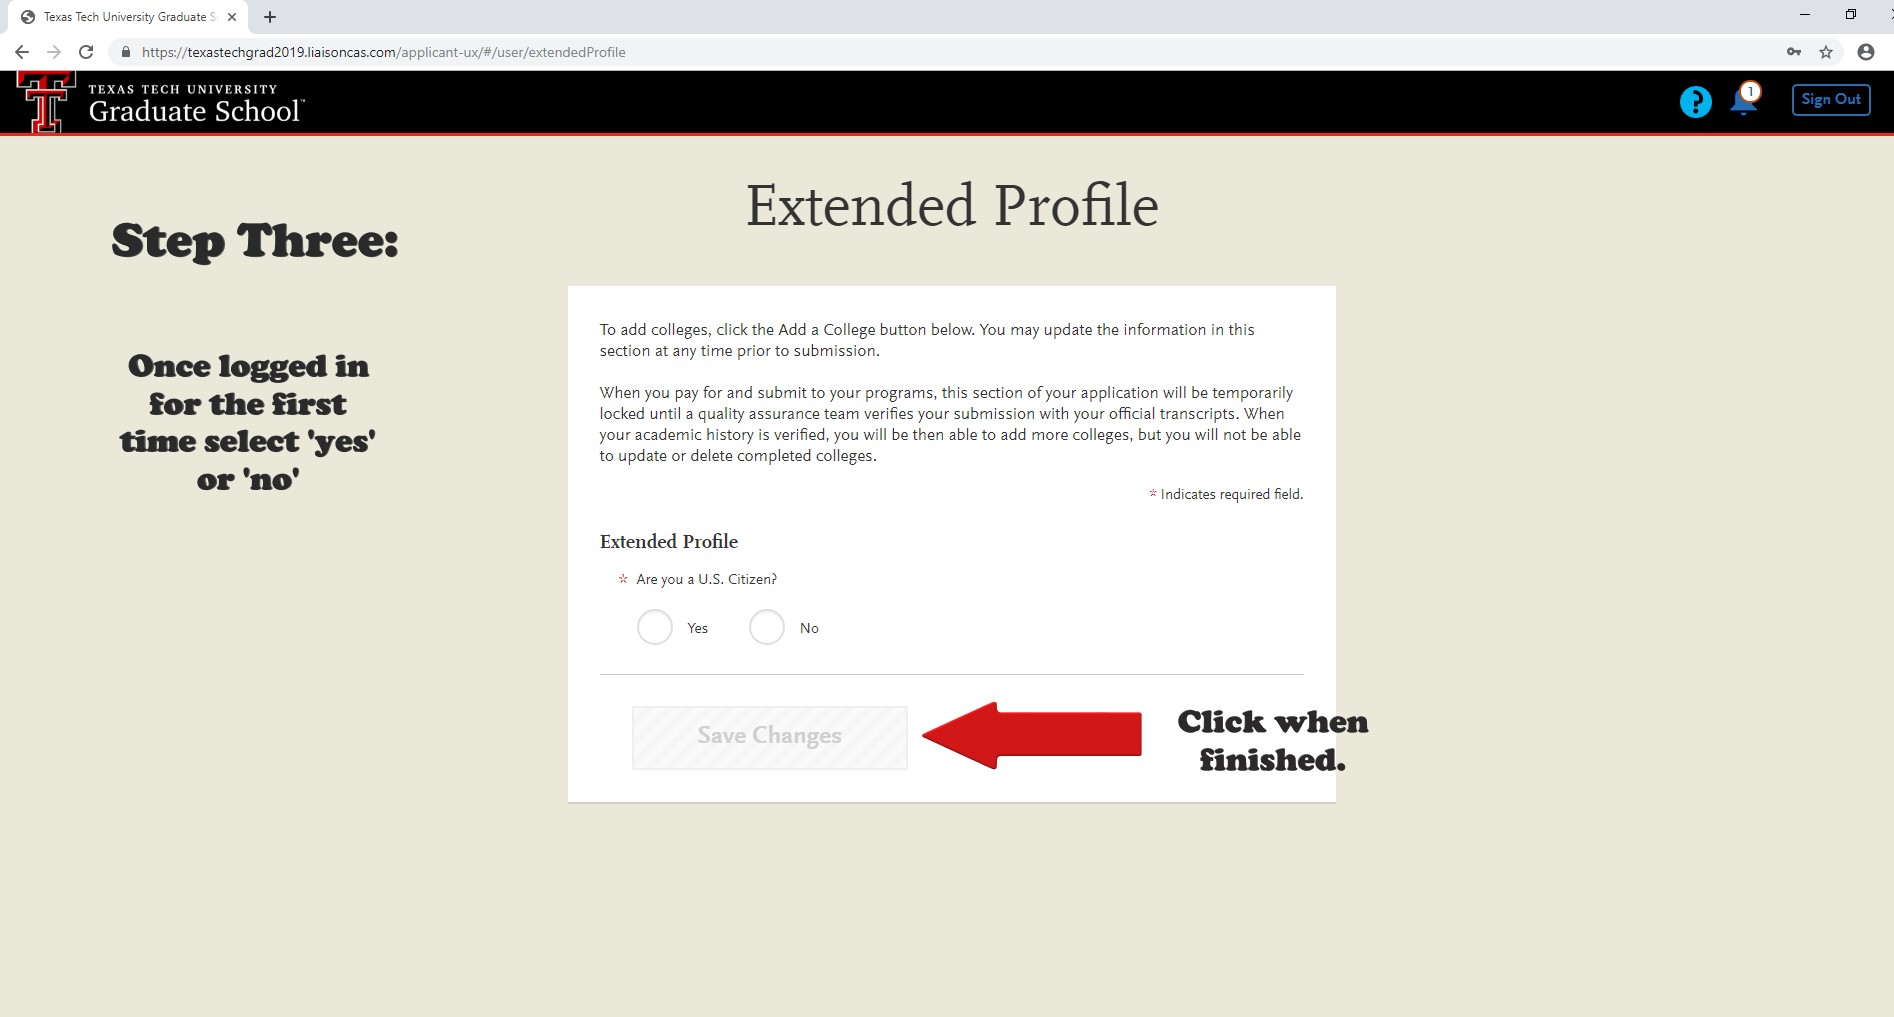 Texas Tech University Graduate S
https://texastechgrad2019.liaisoncas.com/applicant-ux/#/user/extendedProfile
TEXAS TECH UNIVERSITY
Graduate School™
?
1
Sign Out
Extended Profile
Step Three:
Once logged in
for the first
time select 'yes'
or 'no'
To add colleges, click the Add a College button below. You may update the information in this
section at any time prior to submission.
When you pay for and submit to your programs, this section of your application will be temporarily
locked until a quality assurance team verifies your submission with your official transcripts. When
your academic history is verified, you will be then able to add more colleges, but you will not be able
to update or delete completed colleges.
* Indicates required field.
Extended Profile
* Are you a U.S. Citizen?
Yes No
Save Changes
Click when
finished.